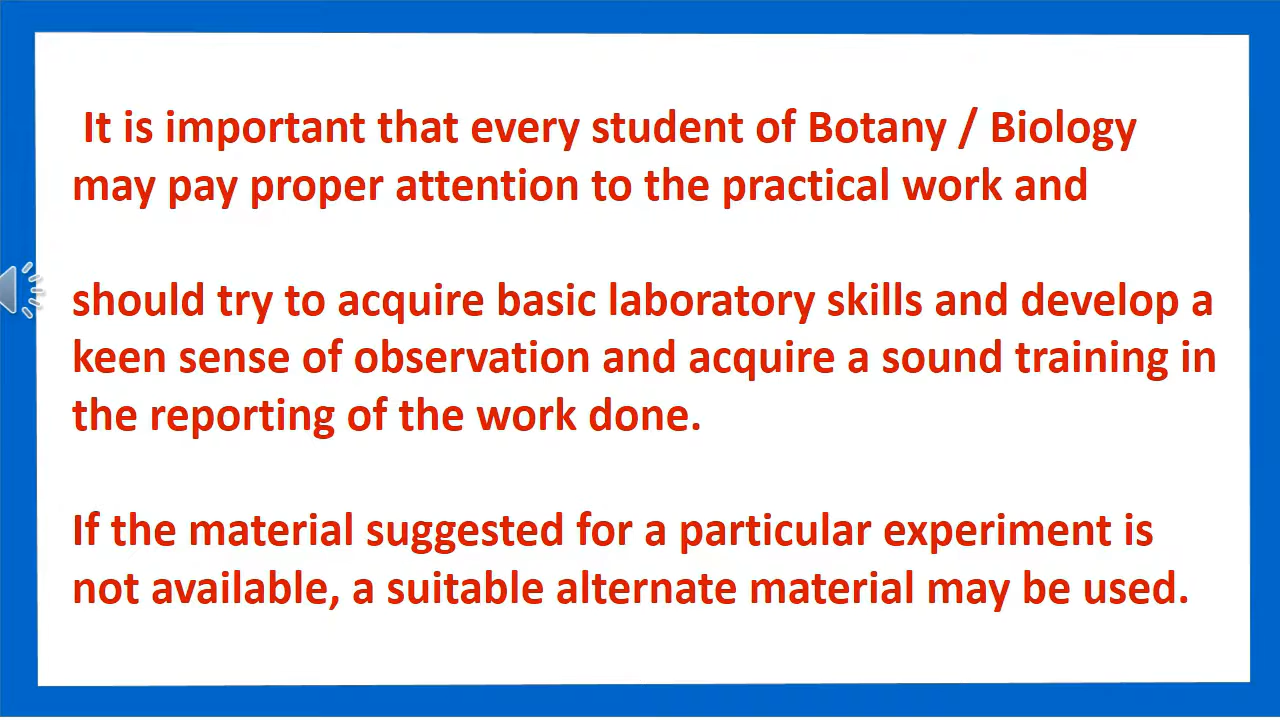 It is important that every student of Botany / Biology
may pay proper attention to the practical work and
should try to acquire basic laboratory skills and develop a
keen sense of observation and acquire a sound training in
the reporting of the work done.
If the material suggested for a particular experiment is
not available, a suitable alternate material may be used.